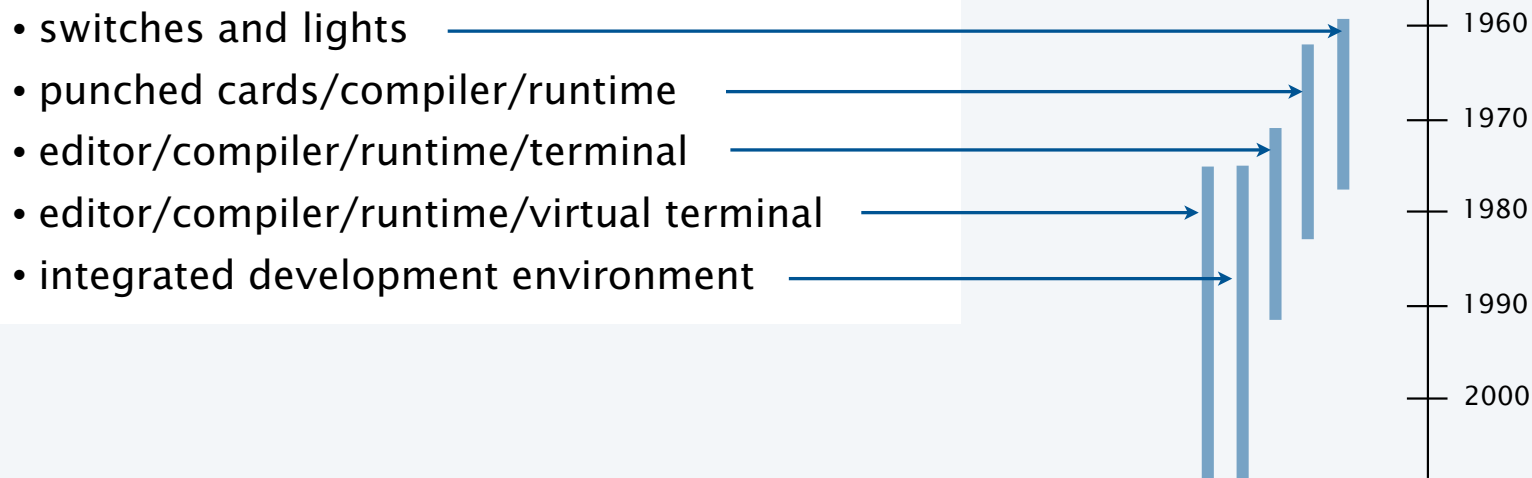 • switches and lights
• punched cards/compiler/runtime
• editor/compiler/runtime/terminal
• editor/compiler/runtime/virtual terminal
• integrated development environment
1960
1970
1980
1990
2000